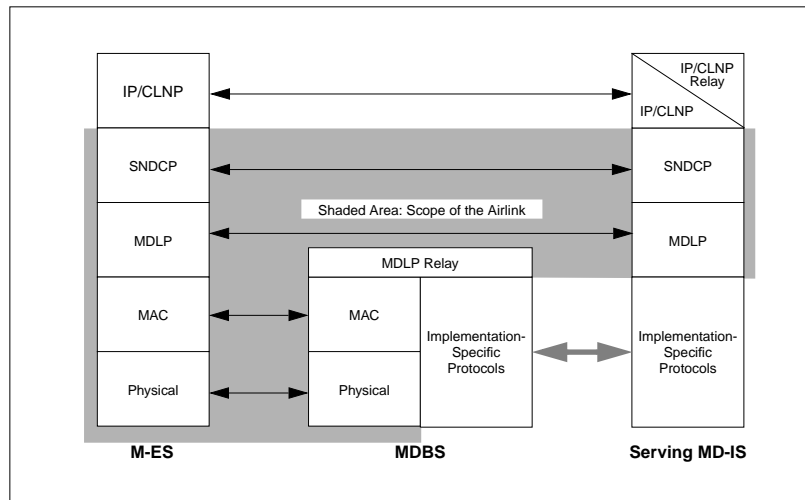 IP/CLNP
IP/CLNP
Relay
IP/CLNP
SNDCP
SNDCP
Shaded Area: Scope of the Airlink
MDLP
MDLP
MDLP Relay
MAC
MAC
Implementation-
Specific
Protocols
Implementation-
Specific
Protocols
Physical
Physical
M-ES
MDBS
Serving MD-IS